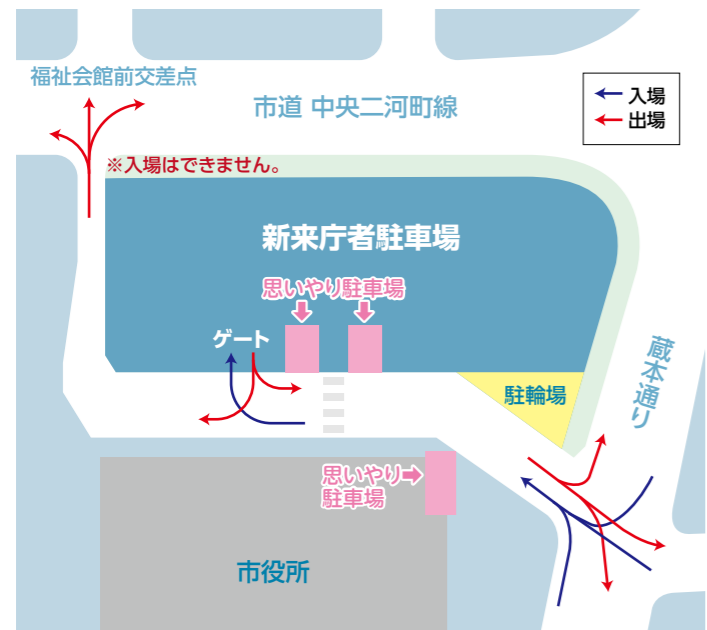 福祉会館前交差点
市道 中央二河町線
入場
出場
※入場はできません。
新来庁者駐車場
思いやり駐車場
ゲート
蔵本通り
駐輪場
思いやり
駐車場
市役所